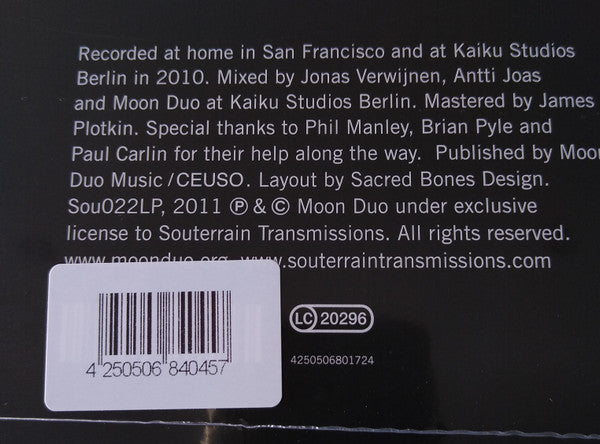 Recorded at home in San Francisco and at Kaiku Studios
Berlin in 2010. Mixed by Jonas Verwijnen, Antti Joas
and Moon Duo at Kaiku Studios Berlin. Mastered by James
Plotkin. Special thanks to Phil Manley, Brian Pyle and
Paul Carlin for their help along the way. Published by Moon
Duo Music/CEUSO. Layout by Sacred Bones Design.
Sou022LP, 2011 ℗ & © Moon Duo under exclusive
license to Souterrain Transmissions. All rights reserved.
www.moonduo.org www.souterraintransmissions.com
LC 20296
4250506801724
4 250506 840457